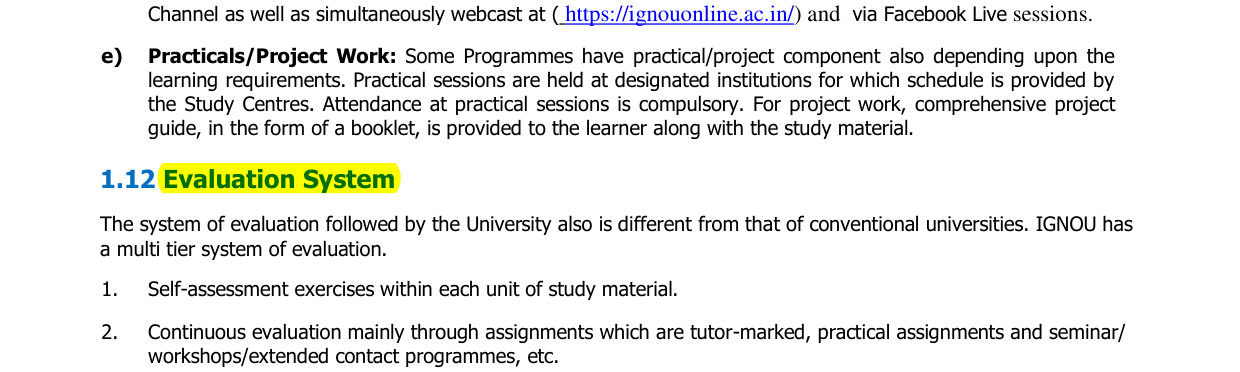 Channel as well as simultaneously webcast at ( https://ignouonline.ac.in/) and via Facebook Live sessions.
e) Practicals/Project Work: Some Programmes have practical/project component also depending upon the
learning requirements. Practical sessions are held at designated institutions for which schedule is provided by
the Study Centres. Attendance at practical sessions is compulsory. For project work, comprehensive project
guide, in the form of a booklet, is provided to the learner along with the study material.
1.12 Evaluation System
The system of evaluation followed by the University also is different from that of conventional universities. IGNOU has
a multi tier system of evaluation.
1. Self-assessment exercises within each unit of study material.
2. Continuous evaluation mainly through assignments which are tutor-marked, practical assignments and seminar/
workshops/extended contact programmes, etc.